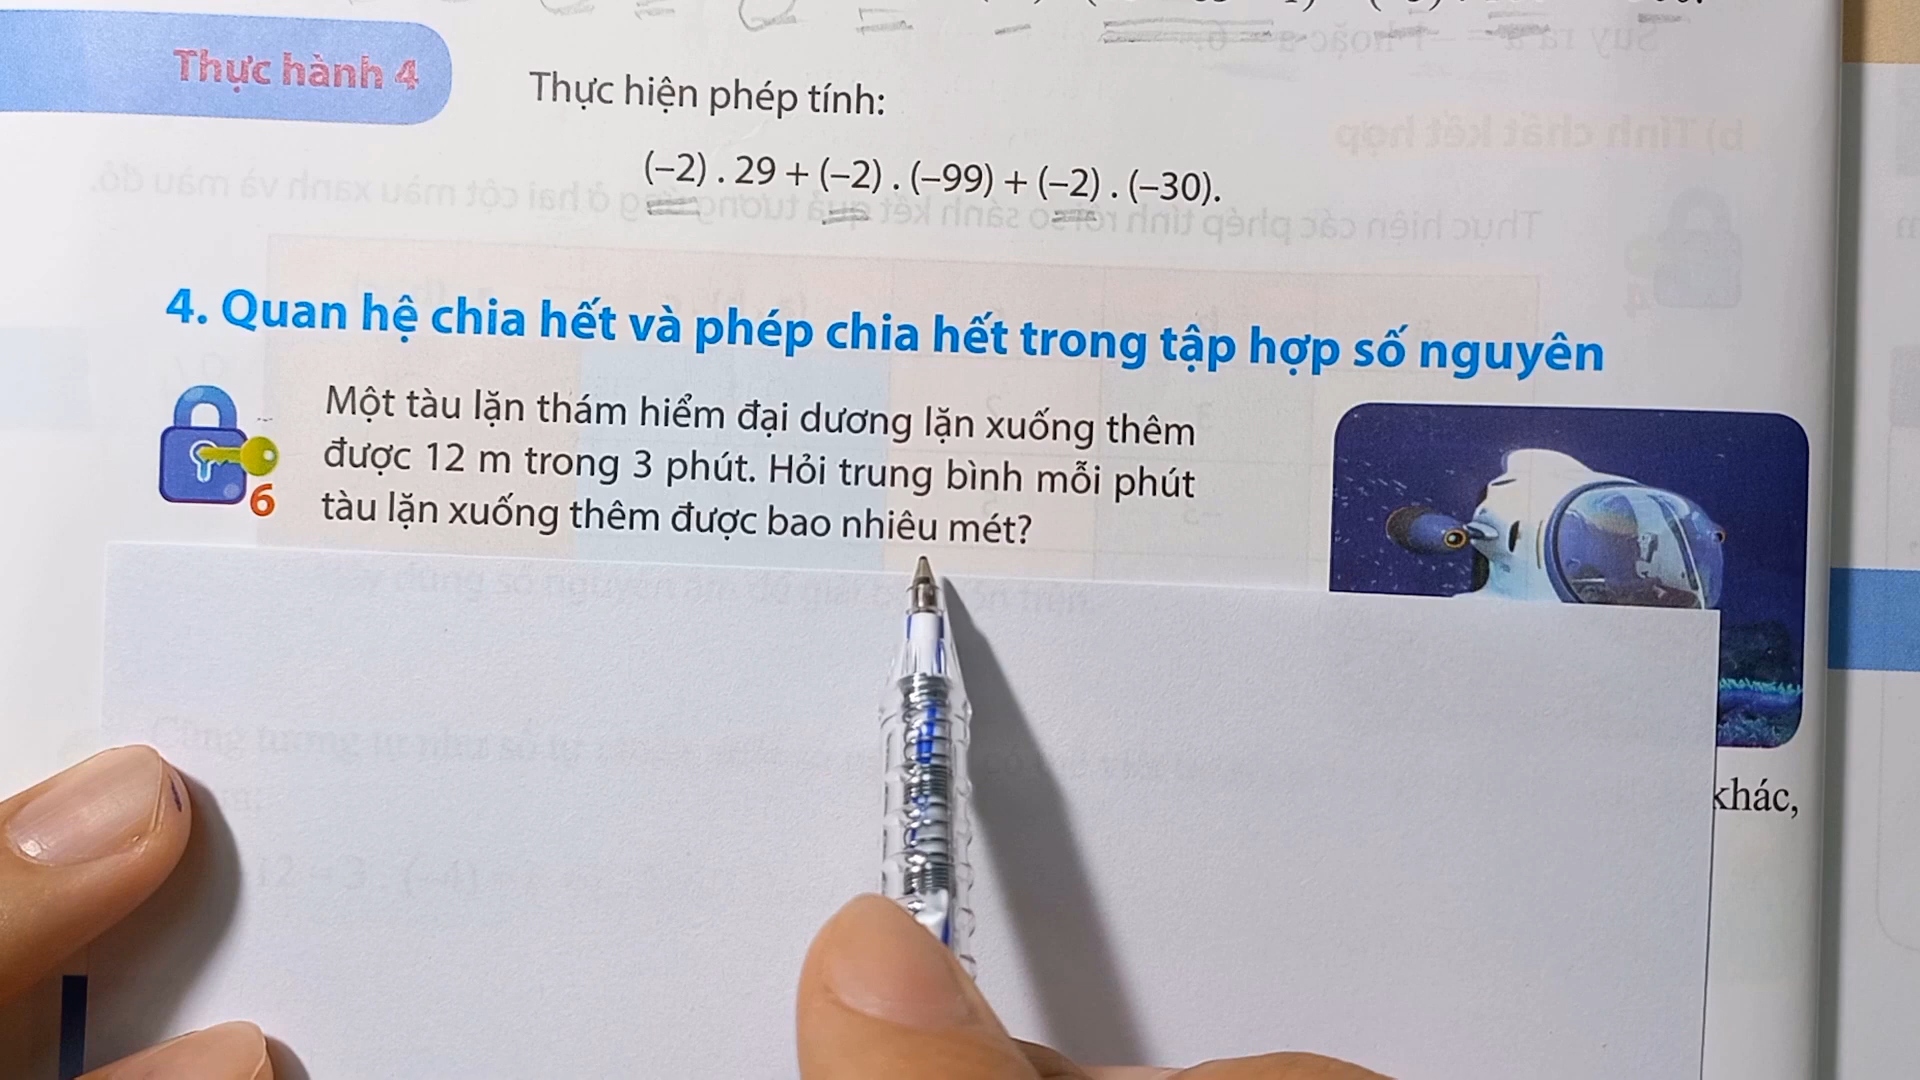 Thực hành 4
Thực hiện phép tính:
(–2) . 29 + (–2) . (–99) + (–2) . (–30).
4. Quan hệ chia hết và phép chia hết trong tập hợp số nguyên
6
Một tàu lặn thám hiểm đại dương lặn xuống thêm
được 12 m trong 3 phút. Hỏi trung bình mỗi phút
tàu lặn xuống thêm được bao nhiêu mét?
khác,